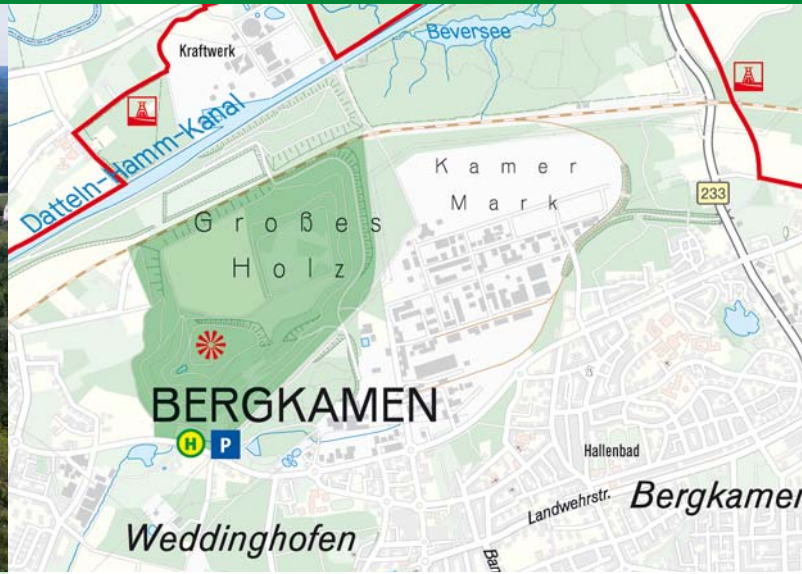 Kraftwerk
Beversee
Datteln-Hamm-Kanal
Kamer
Mark
233
Großes
Holz
BERGKAMEN
H P
Hallenbad
Landwehrstr.
Bergkamen
Weddinghofen